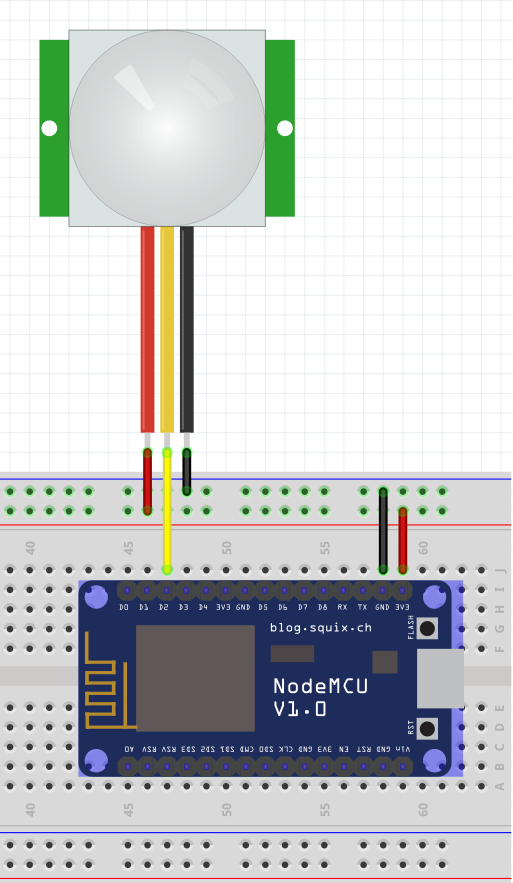 40 45 50 55 60
J
I
H
G
F
D0 D1 D2 D3 D4 3V3 GND D5 D6 D7 D8 RX TX GND 3V3
blog.squix.ch
FLASH
NodeMCU
V1.0
RST
A0 RSV RSV SD3 SD2 SD1 CMD SD0 CLK GND 3V3 EN RST GND Vin
E
D
C
B
A
40 45 50 55 60